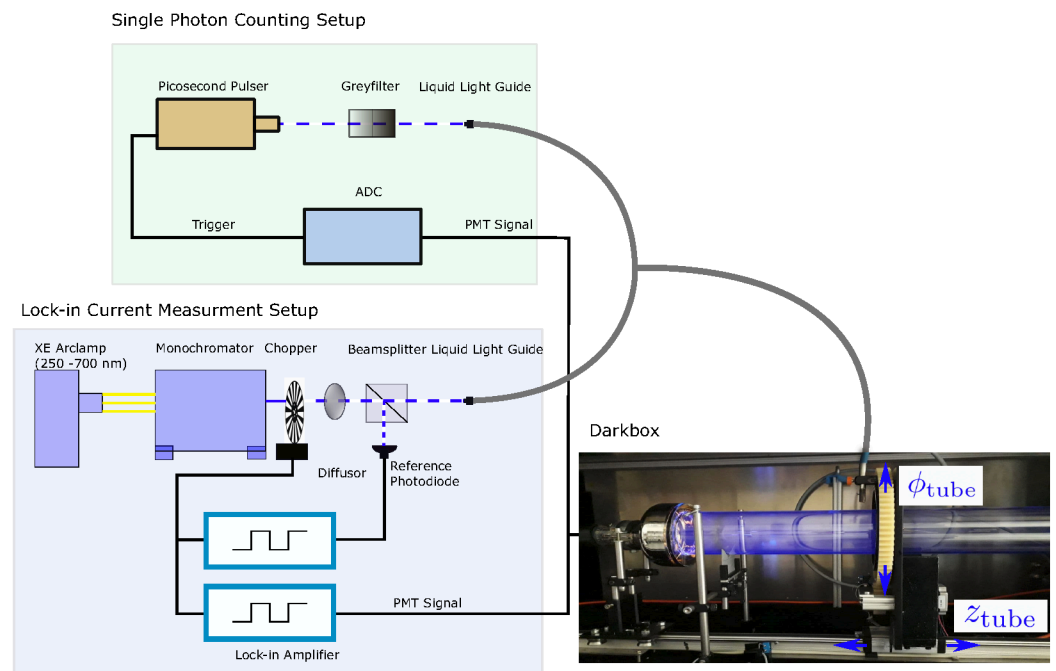 Single Photon Counting Setup
Picosecond Pulser
Greyfilter
Liquid Light Guide
ADC
Trigger
PMT Signal
Lock-in Current Measurment Setup
XE Arclamp
(250 -700 nm)
Monochromator
Chopper
Beamsplitter
Liquid Light Guide
Diffusor
Reference
Photodiode
PMT Signal
Lock-in Amplifier
Darkbox
ϕtube
ztube